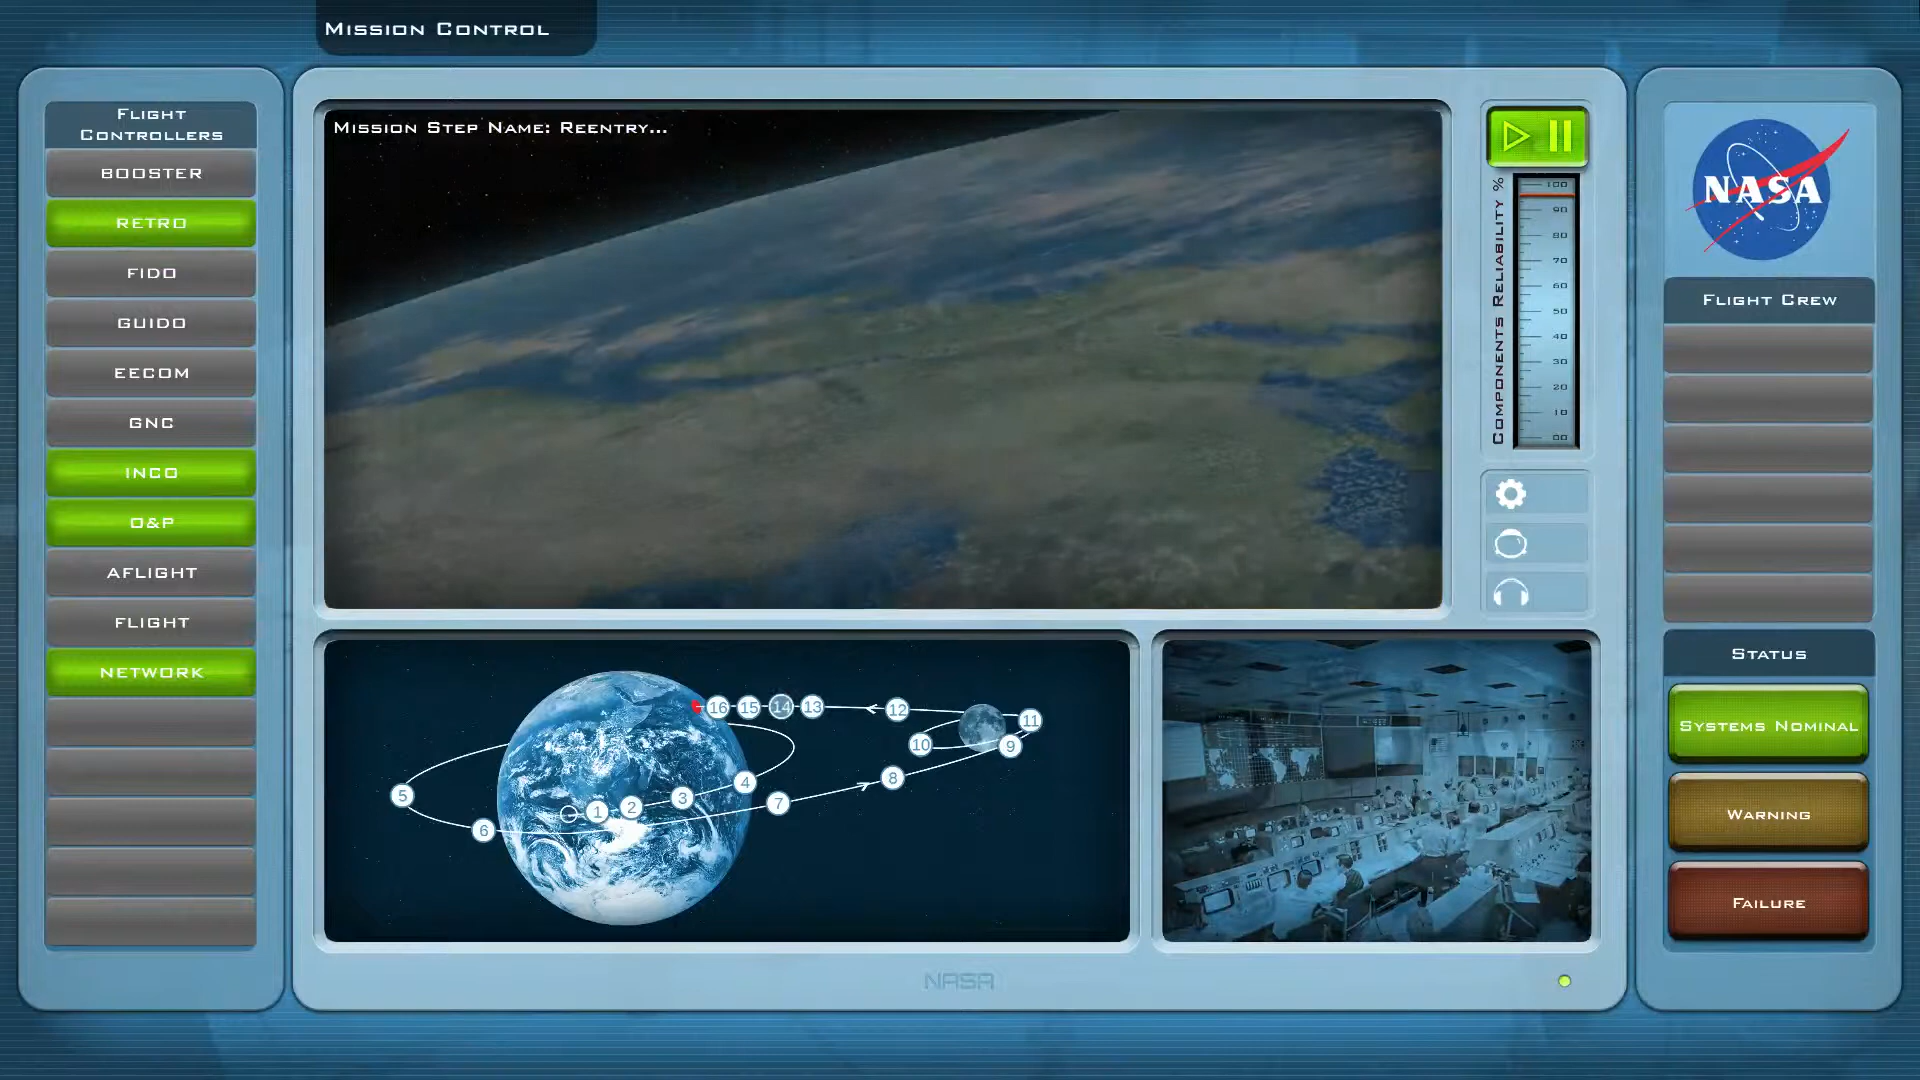 Mission Control
Flight
Controllers
BOOSTER
RETRO
FIDO
GUIDO
EECOM
GNC
INCO
O&P
AFLIGHT
FLIGHT
NETWORK
Mission Step Name: Reentry...
Components Reliability %
100
90
80
70
60
50
40
30
20
10
00
NASA
Flight Crew
Status
Systems Nominal
Warning
Failure
16
15
14
13
12
11
10
9
8
7
6
5
4
3
2
1
NASA